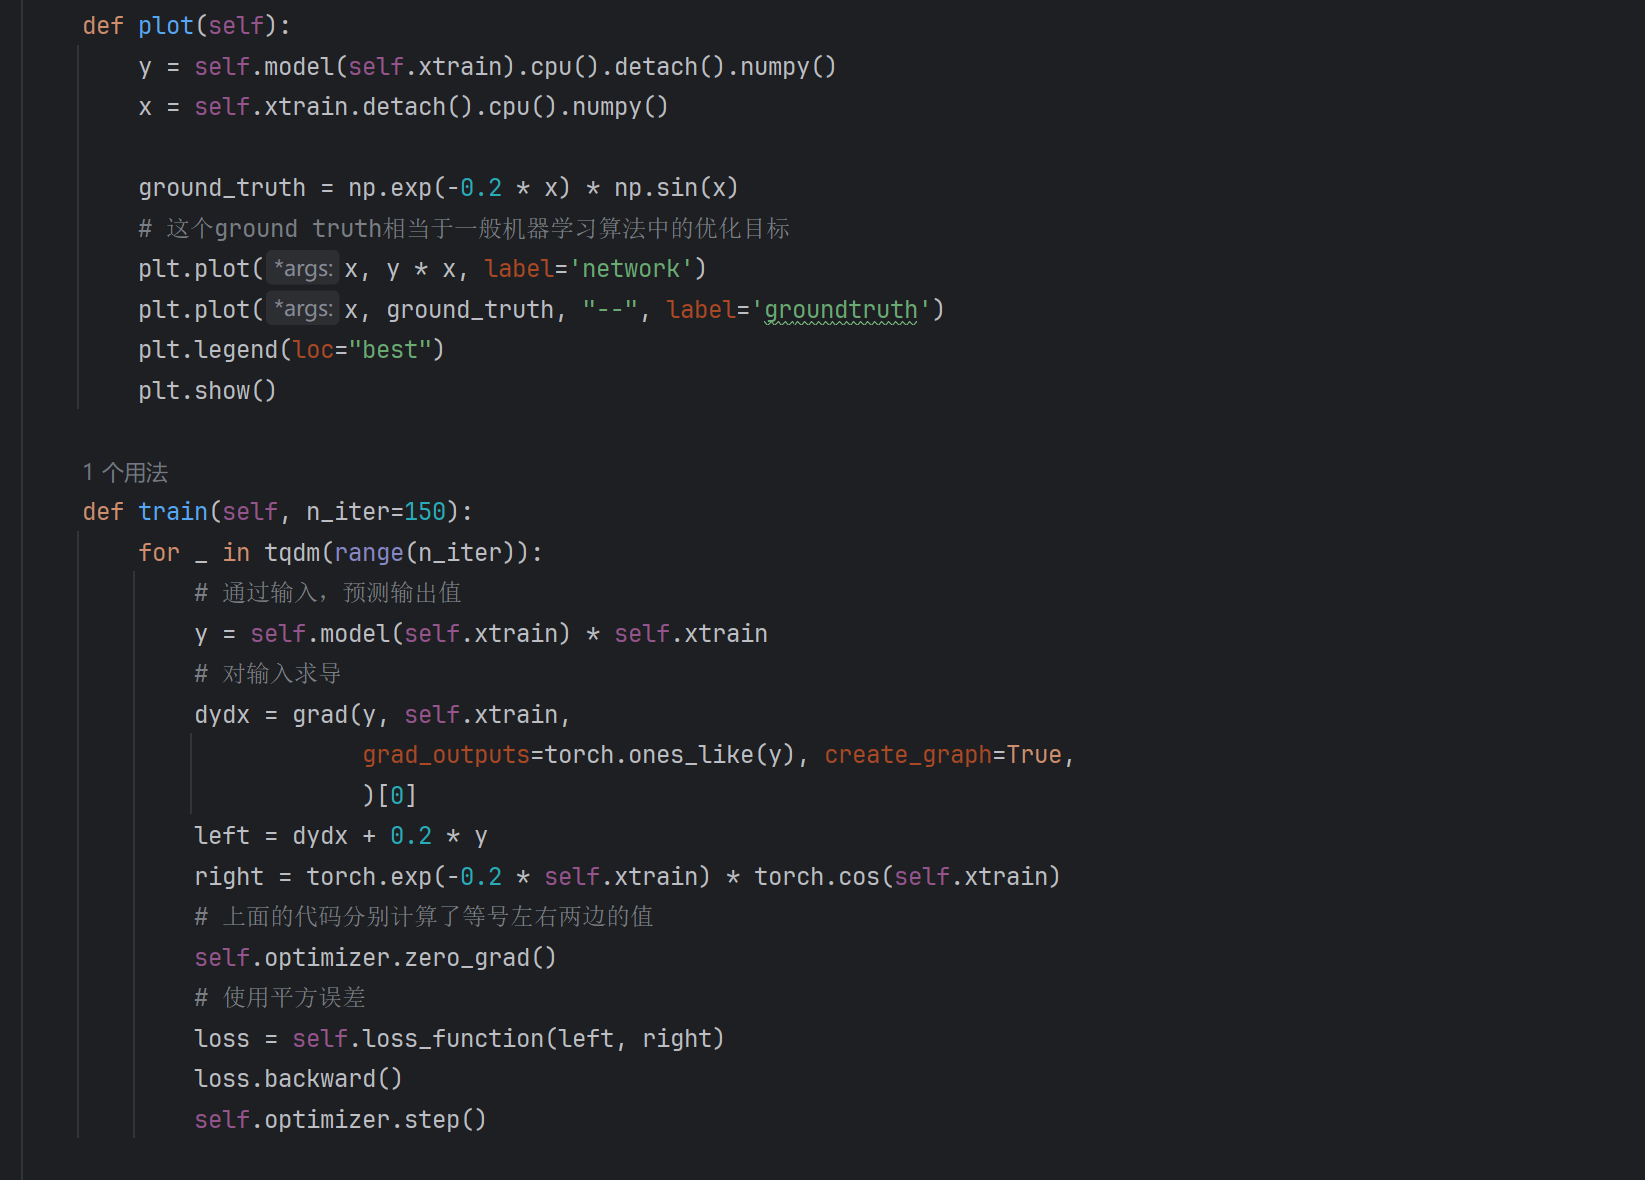 def plot(self):
    y = self.model(self.xtrain).cpu().detach().numpy()
    x = self.xtrain.detach().cpu().numpy()

    ground_truth = np.exp(-0.2 * x) * np.sin(x)
    # 这个ground truth相当于一般机器学习算法中的优化目标
    plt.plot( *args: x, y * x, label='network')
    plt.plot( *args: x, ground_truth, "--", label='groundtruth')
    plt.legend(loc="best")
    plt.show()

1 个用法
def train(self, n_iter=150):
    for _ in tqdm(range(n_iter)):
        # 通过输入，预测输出值
        y = self.model(self.xtrain) * self.xtrain
        # 对输入求导
        dydx = grad(y, self.xtrain,
                    grad_outputs=torch.ones_like(y), create_graph=True,
                    )[0]
        left = dydx + 0.2 * y
        right = torch.exp(-0.2 * self.xtrain) * torch.cos(self.xtrain)
        # 上面的代码分别计算了等号左右两边的值
        self.optimizer.zero_grad()
        # 使用平方误差
        loss = self.loss_function(left, right)
        loss.backward()
        self.optimizer.step()